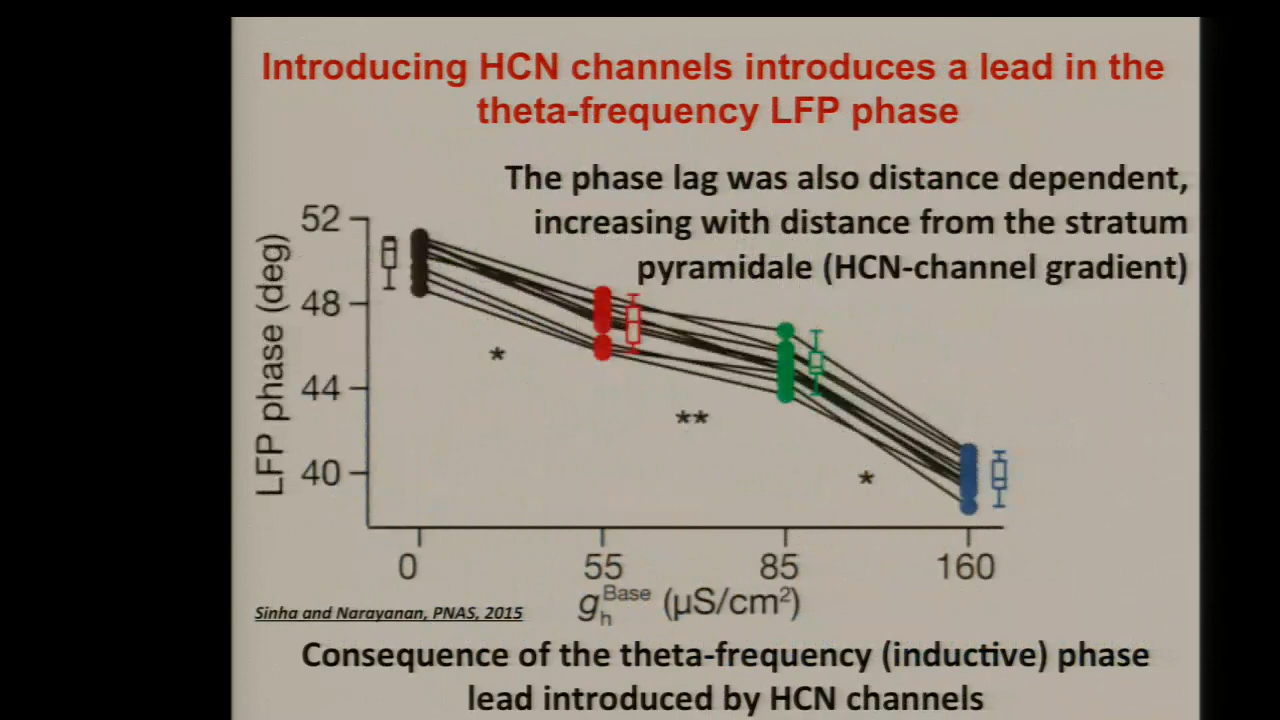 Introducing HCN channels introduces a lead in the
theta-frequency LFP phase
The phase lag was also distance dependent,
increasing with distance from the stratum
pyramidale (HCN-channel gradient)
LFP phase (deg)
52
48
44
40
*
**
*
0 55 85 160
g_h^Base (µS/cm²)
Sinha and Narayanan, PNAS, 2015
Consequence of the theta-frequency (inductive) phase
lead introduced by HCN channels